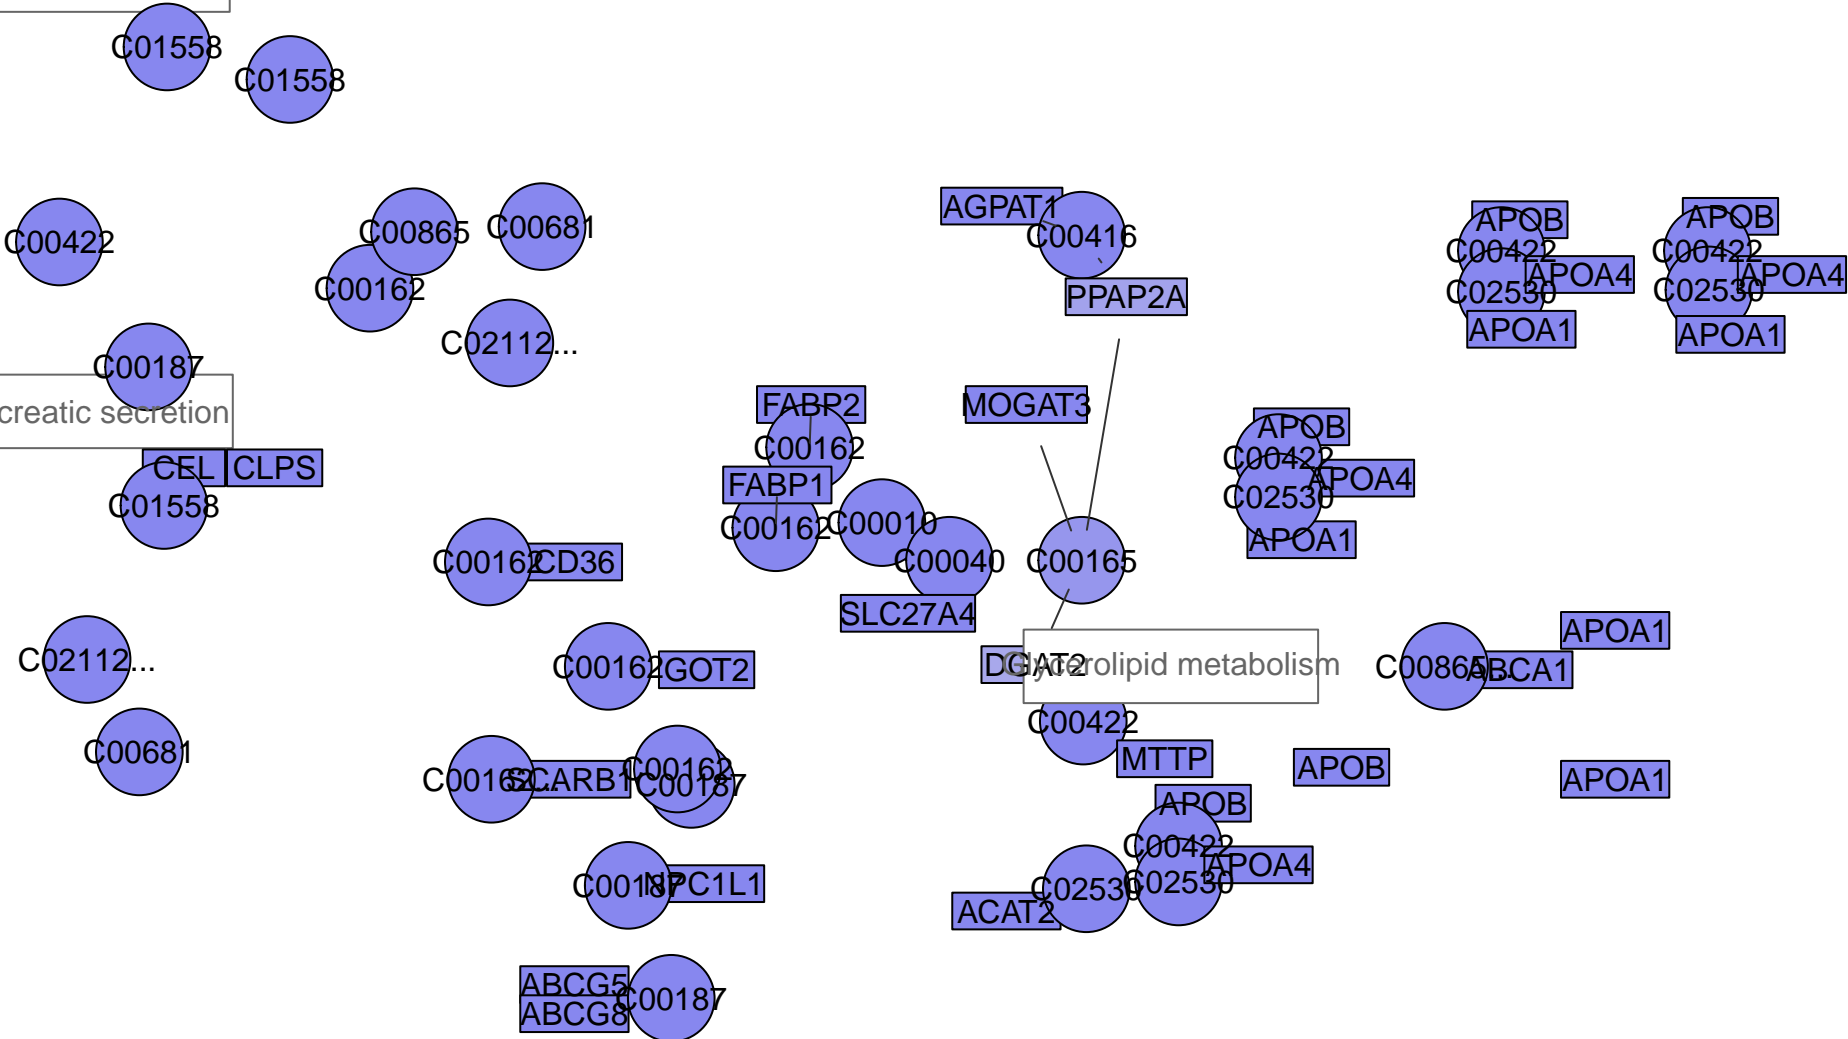 C01558
C01558
C00422
C00865
C00681
C00162
C02112...
C00187
creatic secretion
CEL
CLPS
C01558
C02112...
C00681
AGPAT1
C00416
PPAP2A
APOB
C00422
APOA4
C02530
APOA1
APOB
C00422
APOA4
C02530
APOA1
FABP2
C00162
FABP1
C00162
C00010
C00040
SLC27A4
MOGAT3
C00165
APOB
C00422
APOA4
C02530
APOA1
C00162
CD36
C00162
GOT2
DGAT2
Glycerolipid metabolism
C00422
MTTP
C00865...
ABCA1
APOA1
APOB
APOA1
C00162...
SCARB1
C00162
C00187
APOB
C00422
APOA4
C02530
C02530
ACAT2
C00187
NPC1L1
ABCG5
ABCG8
C00187